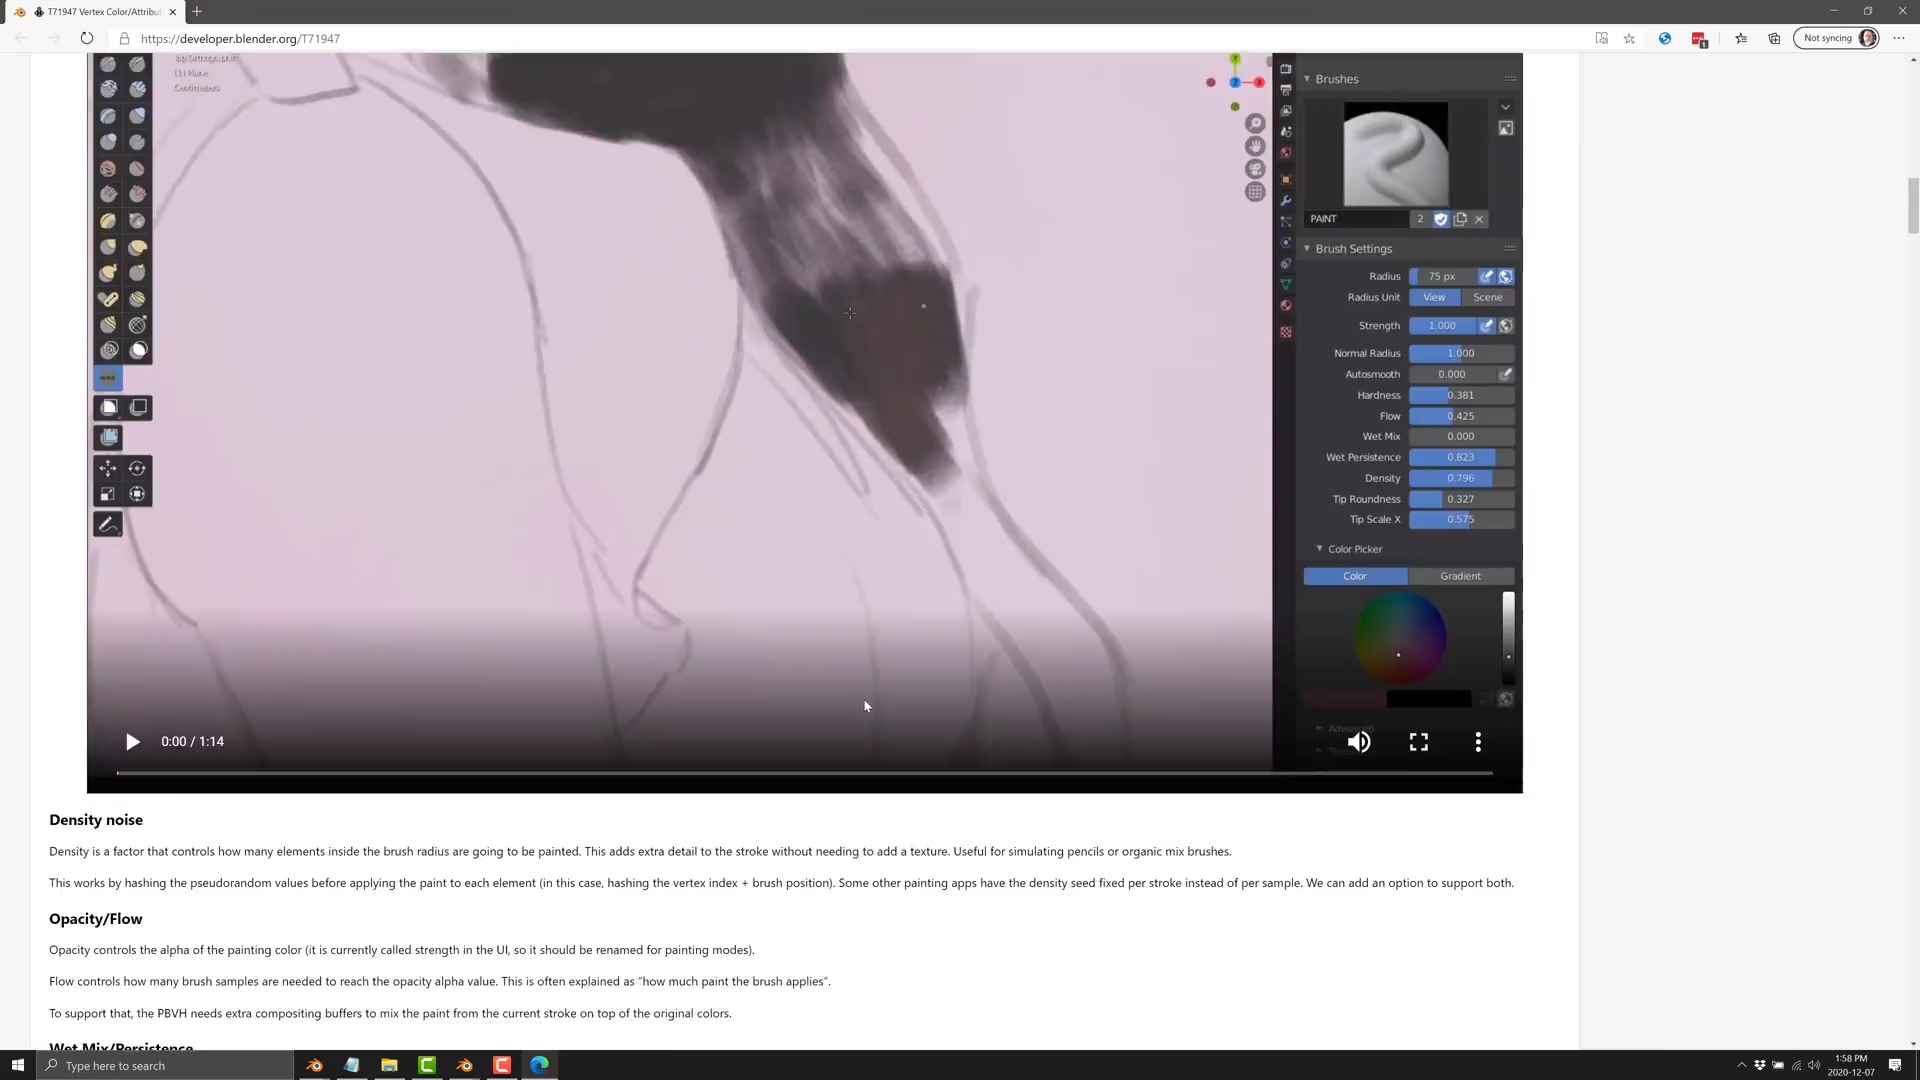 T71947 Vertex Color/Attribut
https://developer.blender.org/T71947
Not syncing
1
Top Orthographic
(1) Plane
Centimeters
Y
Z
X
NONE
Brushes
PAINT
2
Brush Settings
Radius 75 px
Radius Unit View Scene
Strength 1.000
Normal Radius 1.000
Autosmooth 0.000
Hardness 0.381
Flow 0.425
Wet Mix 0.000
Wet Persistence 0.823
Density 0.796
Tip Roundness 0.327
Tip Scale X 0.575
Color Picker
Color Gradient
Advanced
0:00 / 1:14
Density noise
Density is a factor that controls how many elements inside the brush radius are going to be painted. This adds extra detail to the stroke without needing to add a texture. Useful for simulating pencils or organic mix brushes.
This works by hashing the pseudorandom values before applying the paint to each element (in this case, hashing the vertex index + brush position). Some other painting apps have the density seed fixed per stroke instead of per sample. We can add an option to support both.
Opacity/Flow
Opacity controls the alpha of the painting color (it is currently called strength in the UI, so it should be renamed for painting modes).
Flow controls how many brush samples are needed to reach the opacity alpha value. This is often explained as “how much paint the brush applies”.
To support that, the PBVH needs extra compositing buffers to mix the paint from the current stroke on top of the original colors.
Wet Mix/Persistence
Type here to search
1:58 PM
2020-12-07